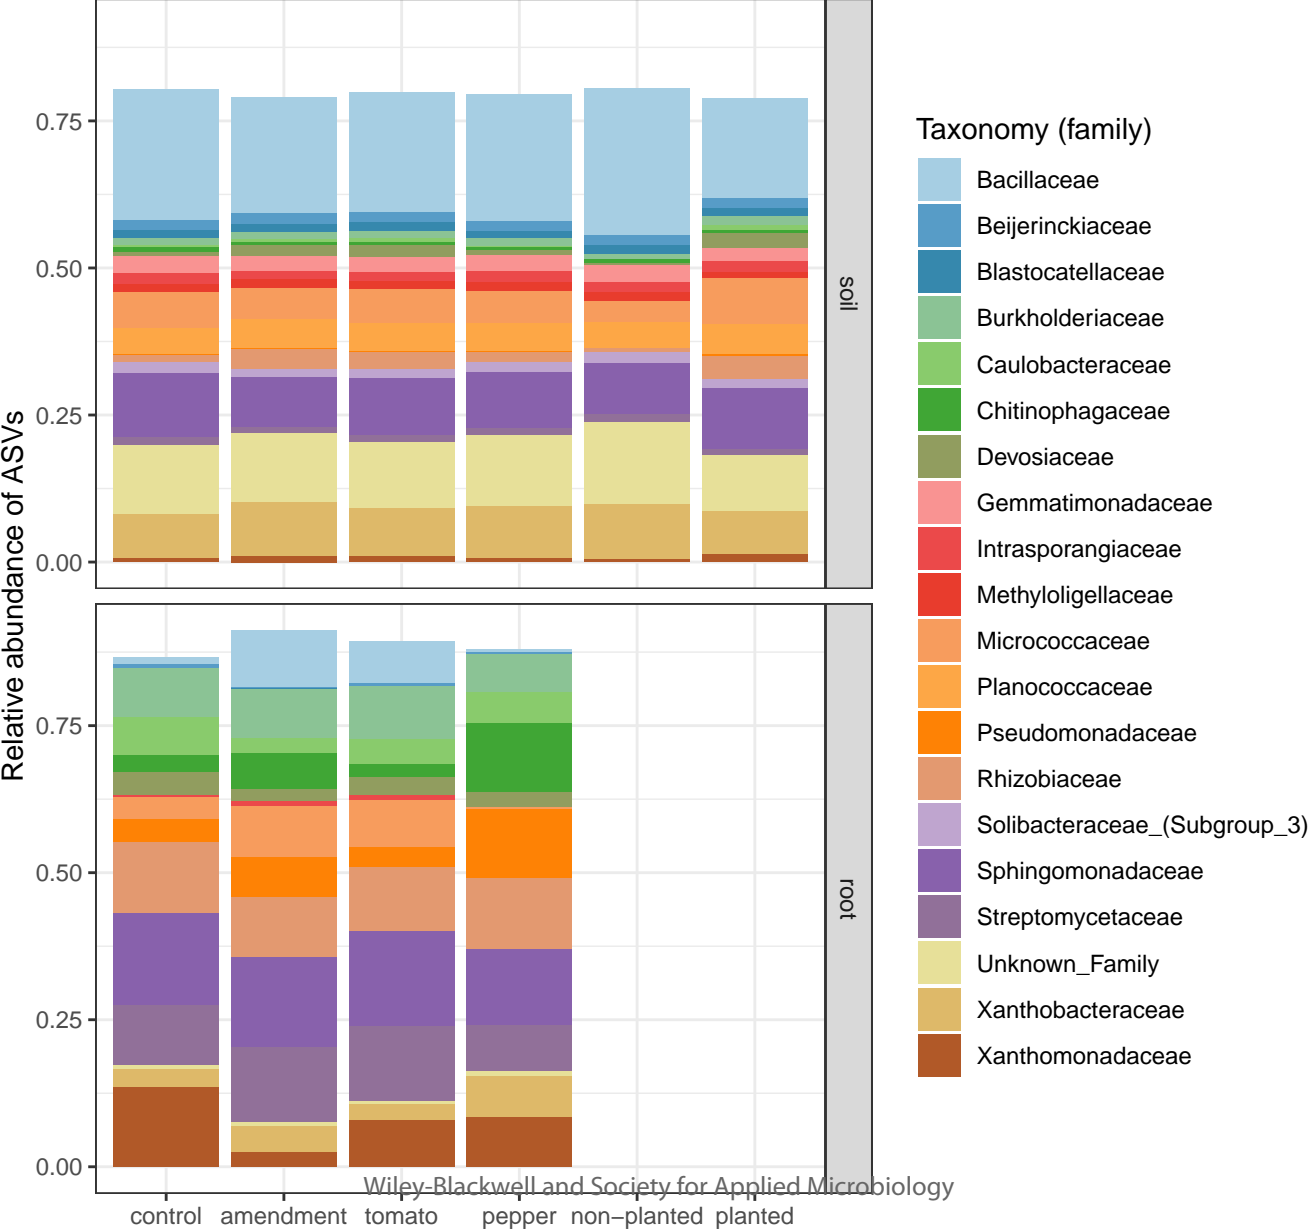 Relative abundance of ASVs
0.75
0.50
0.25
0.00
soil
0.75
0.50
0.25
0.00
root
control amendment tomato pepper non−planted planted
Taxonomy (family)
Bacillaceae
Beijerinckiaceae
Blastocatellaceae
Burkholderiaceae
Caulobacteraceae
Chitinophagaceae
Devosiaceae
Gemmatimonadaceae
Intrasporangiaceae
Methyloligellaceae
Micrococcaceae
Planococcaceae
Pseudomonadaceae
Rhizobiaceae
Solibacteraceae_(Subgroup_3)
Sphingomonadaceae
Streptomycetaceae
Unknown_Family
Xanthobacteraceae
Xanthomonadaceae
Wiley-Blackwell and Society for Applied Microbiology